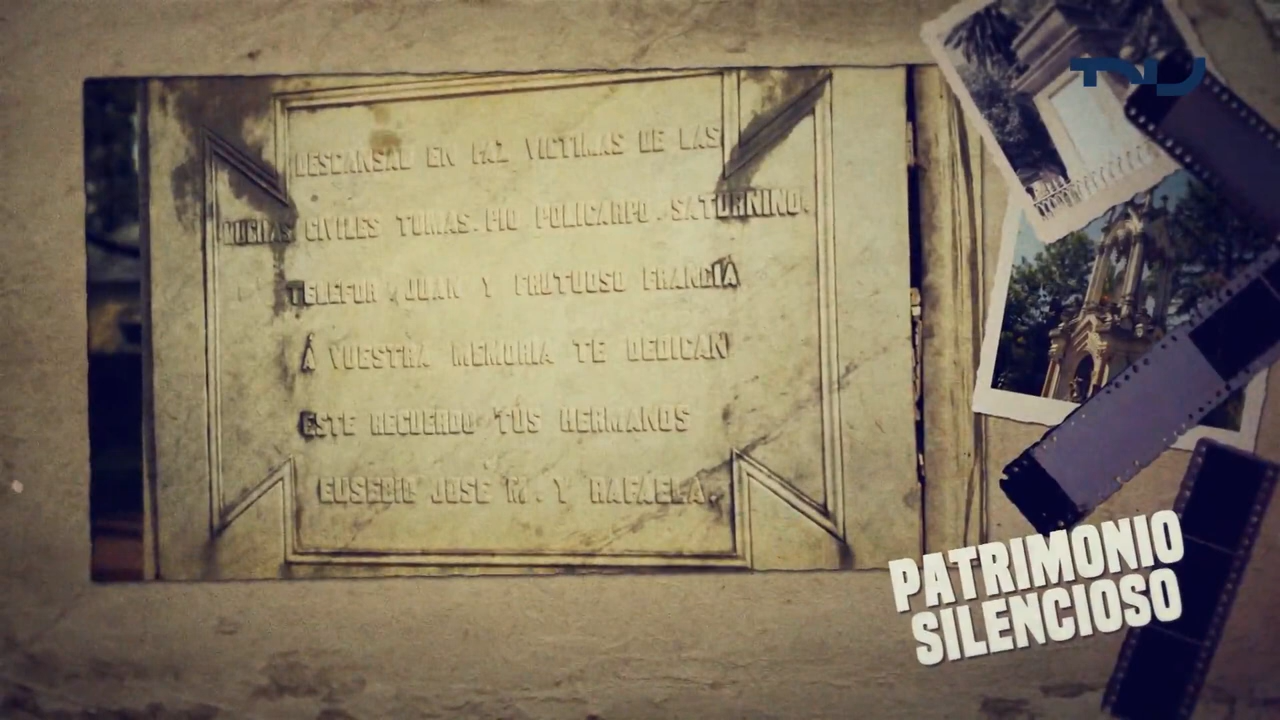 DESCANSAD EN PAZ VICTIMAS DE LAS
LUCHAS CIVILES TOMAS. PIO POLICARPO. SATURNINO.
TELEFOR, JUAN Y FRUTUOSO FRANCIA
Á VUESTRA MEMORIA TE DEDICAN
ESTE RECUERDO TUS HERMANOS
EUSEBIO JOSE M. Y RAFAELA.
TNU
PATRIMONIO
SILENCIOSO